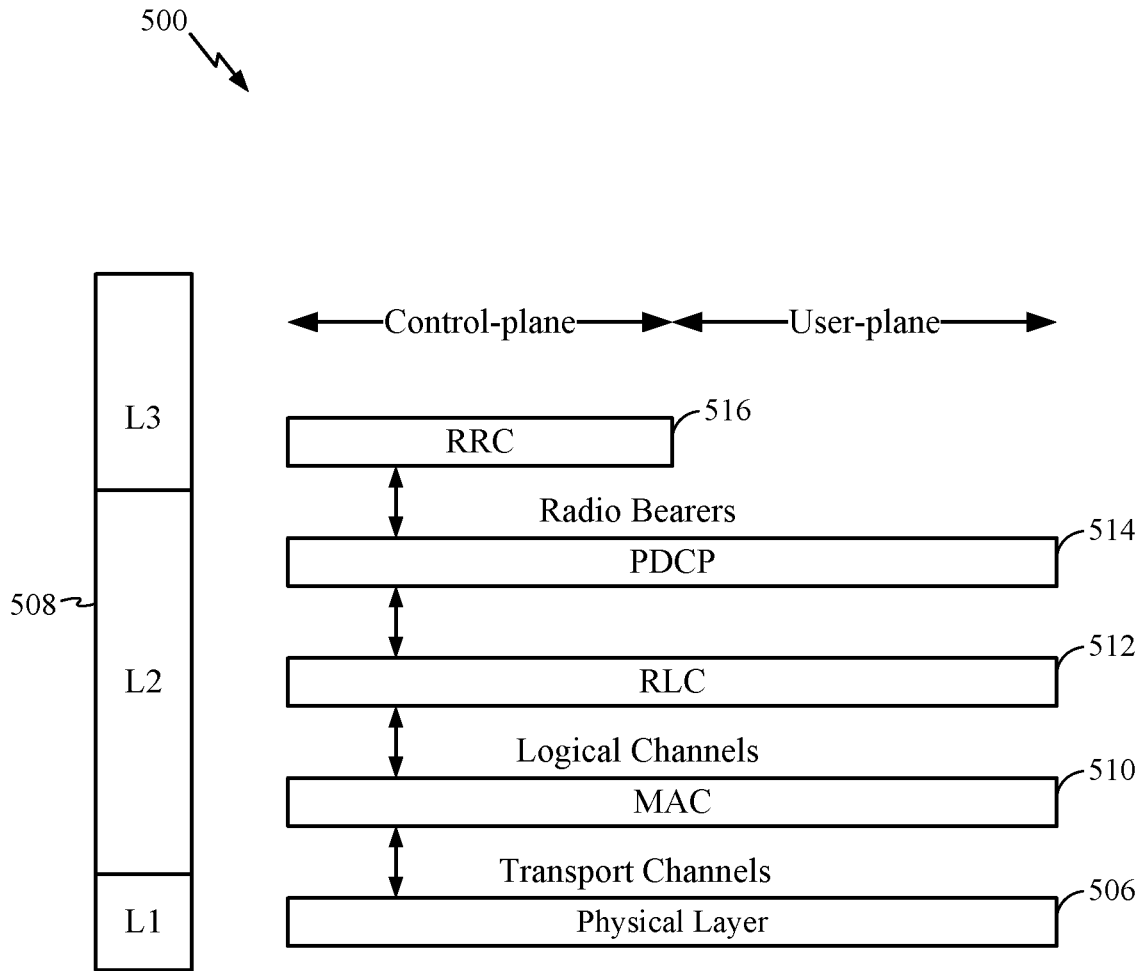 500
Control-plane User-plane
L3
516
RRC
Radio Bearers
514
PDCP
508
512
L2
RLC
Logical Channels
510
MAC
Transport Channels
506
L1
Physical Layer